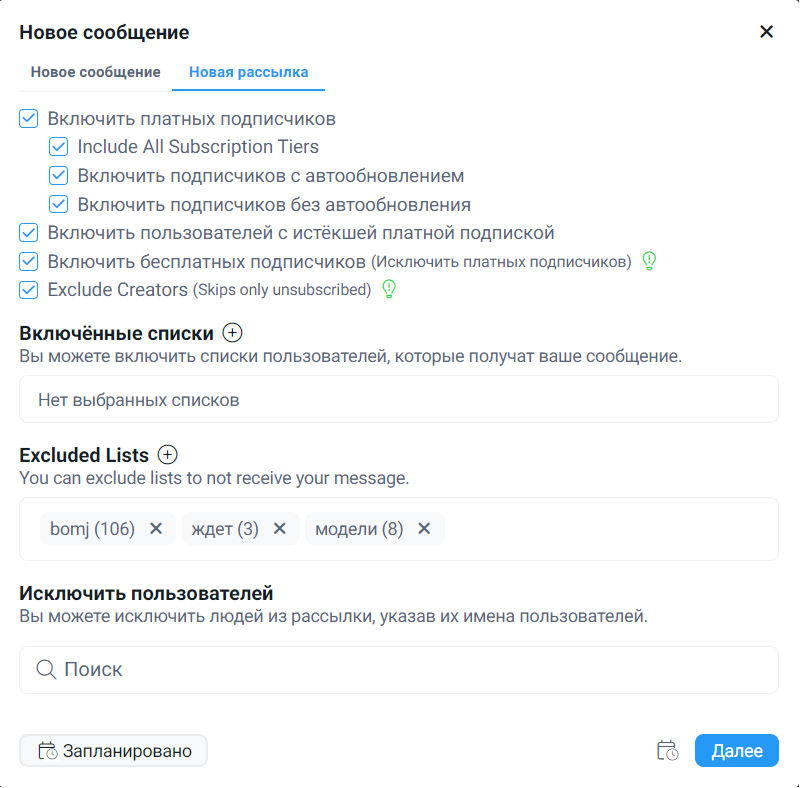 Новое сообщение
Новое сообщение Новая рассылка
Включить платных подписчиков
Include All Subscription Tiers
Включить подписчиков с автообновлением
Включить подписчиков без автообновления
Включить пользователей с истёкшей платной подпиской
Включить бесплатных подписчиков (Исключить платных подписчиков)
Exclude Creators (Skips only unsubscribed)
Включённые списки
Вы можете включить списки пользователей, которые получат ваше сообщение.
Нет выбранных списков
Excluded Lists
You can exclude lists to not receive your message.
bomj (106) ждет (3) модели (8)
Исключить пользователей
Вы можете исключить людей из рассылки, указав их имена пользователей.
Поиск
Запланировано Далее